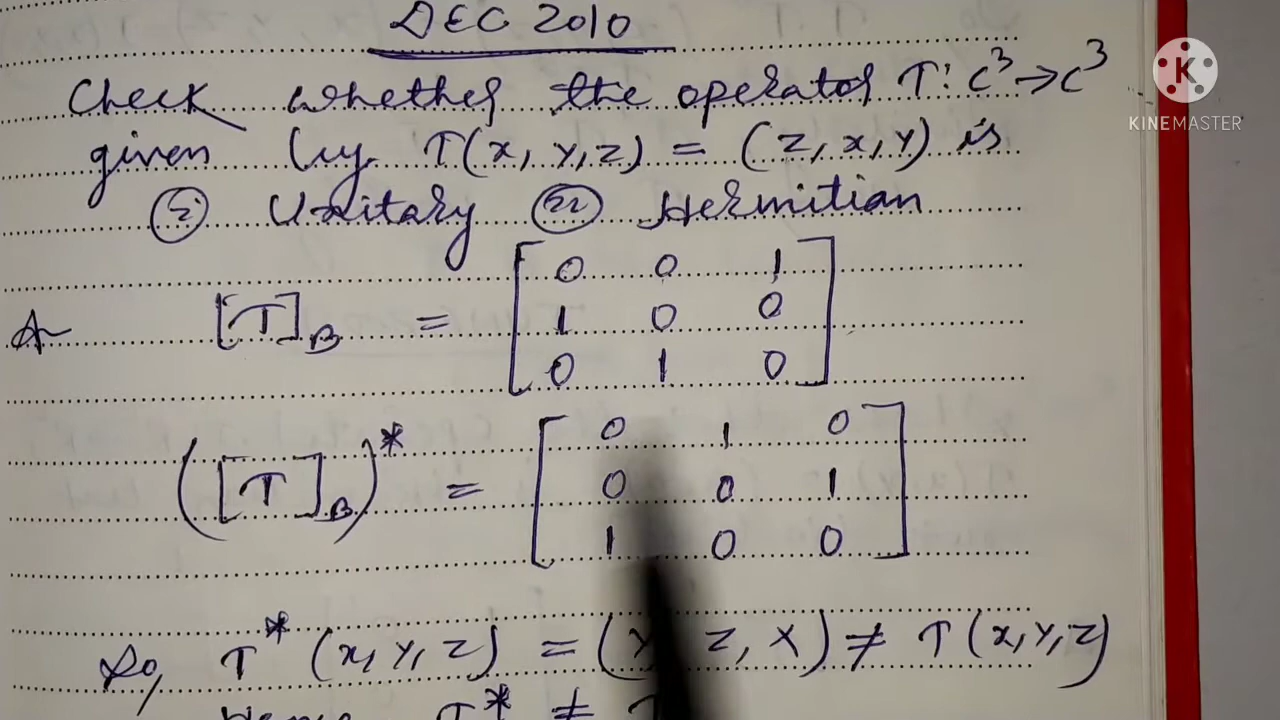 DEC 2010
Check whether the operator T: C³→C³
KINEMASTER
given by T(x, y, z) = (z, x, y) is
(i) Unitary (ii) Hermitian
A [T]B = [ 0 0 1
1 0 0
0 1 0 ]
([T]B)* = [ 0 1 0
0 0 1
1 0 0 ]
So, T*(x, y, z) = (y, z, x) ≠ T(x, y, z)
Hence T* ≠